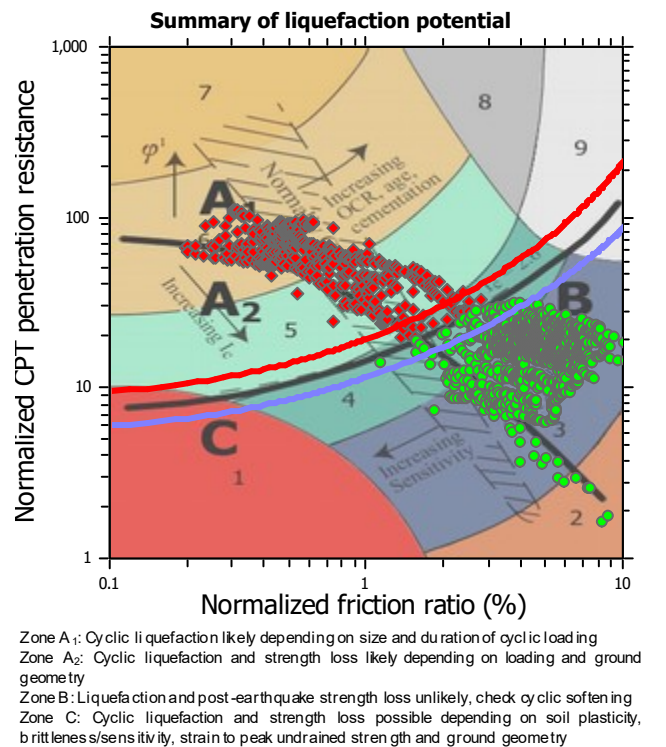 Summary of liquefaction potential
Normalized CPT penetration resistance
1,000
100
10
1
7
8
9
φ'
Increasing
OCR, age,
cementation
A1
A2
Increasing Ic
5
B
4
C
3
Increasing
Sensitivity
1
2
0.1
1
10
Normalized friction ratio (%)
Zone A1: Cyclic liquefaction likely depending on size and duration of cyclic loading
Zone A2: Cyclic liquefaction and strength loss likely depending on loading and ground
geometry
Zone B: Liquefaction and post-earthquake strength loss unlikely, check cyclic softening
Zone C: Cyclic liquefaction and strength loss possible depending on soil plasticity,
brittleness/sensitivity, strain to peak undrained strength and ground geometry